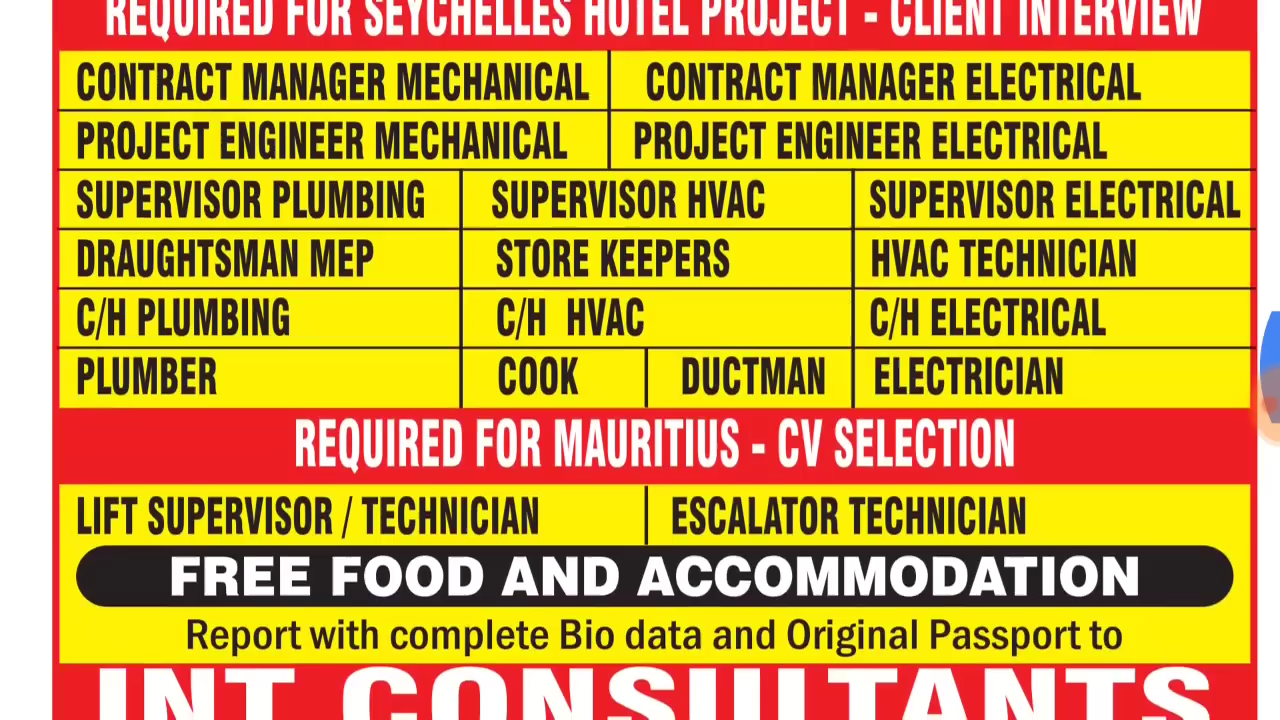 REQUIRED FOR SEYCHELLES HOTEL PROJECT - CLIENT INTERVIEW
CONTRACT MANAGER MECHANICAL CONTRACT MANAGER ELECTRICAL
PROJECT ENGINEER MECHANICAL PROJECT ENGINEER ELECTRICAL
SUPERVISOR PLUMBING SUPERVISOR HVAC SUPERVISOR ELECTRICAL
DRAUGHTSMAN MEP STORE KEEPERS HVAC TECHNICIAN
C/H PLUMBING C/H HVAC C/H ELECTRICAL
PLUMBER COOK DUCTMAN ELECTRICIAN
REQUIRED FOR MAURITIUS - CV SELECTION
LIFT SUPERVISOR / TECHNICIAN ESCALATOR TECHNICIAN
FREE FOOD AND ACCOMMODATION
Report with complete Bio data and Original Passport to
INT CONSULTANTS